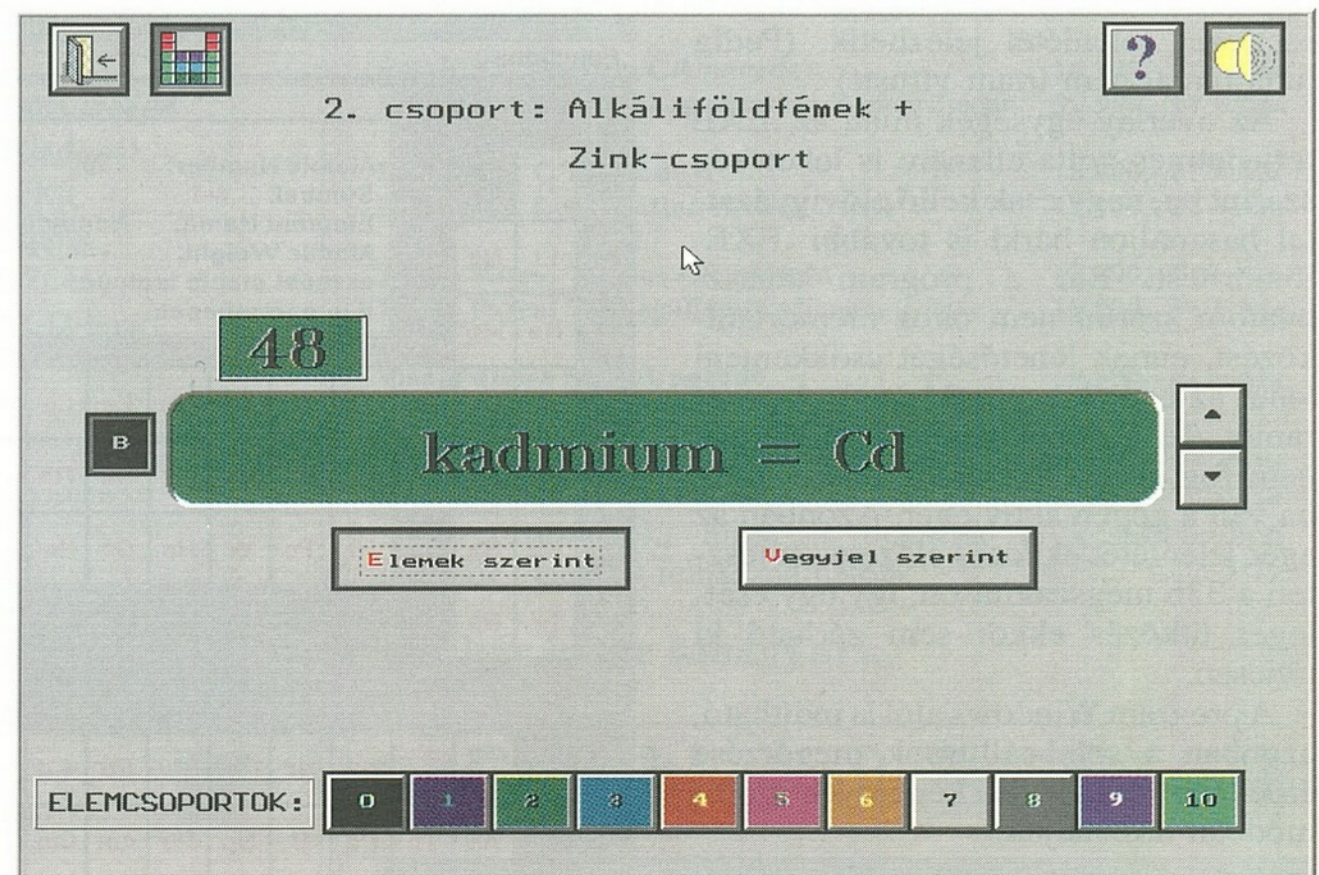 ?
2. csoport: Alkáliföldfémek +
Zink-csoport
48
B
kadmium = Cd
Elemek szerint
Vegyjel szerint
ELEMCSOPORTOK: 0 1 2 3 4 5 6 7 8 9 10